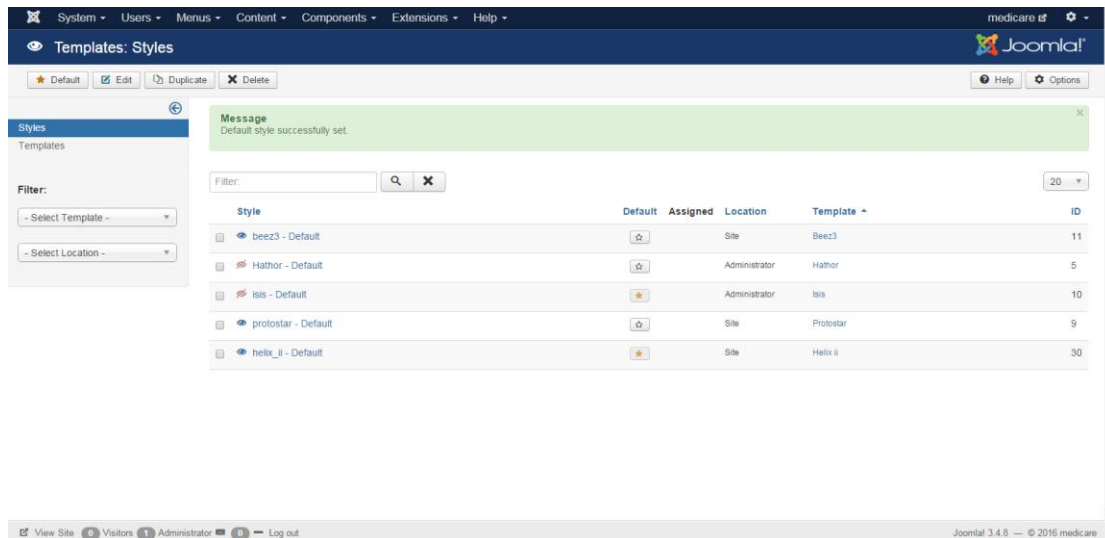 System Users Menus Content Components Extensions Help medicare
Templates: Styles Joomla!®
Default Edit Duplicate Delete Help Options
Styles
Templates
Filter:
- Select Template -
- Select Location -
Message
Default style successfully set.
Filter: 20
Style Default Assigned Location Template ID
beez3 - Default Site Beez3 11
Hathor - Default Administrator Hathor 5
isis - Default Administrator Isis 10
protostar - Default Site Protostar 9
helix_ii - Default Site Helix ii 30
View Site 0 Visitors 1 Administrator 0 Log out Joomla! 3.4.8 — © 2016 medicare